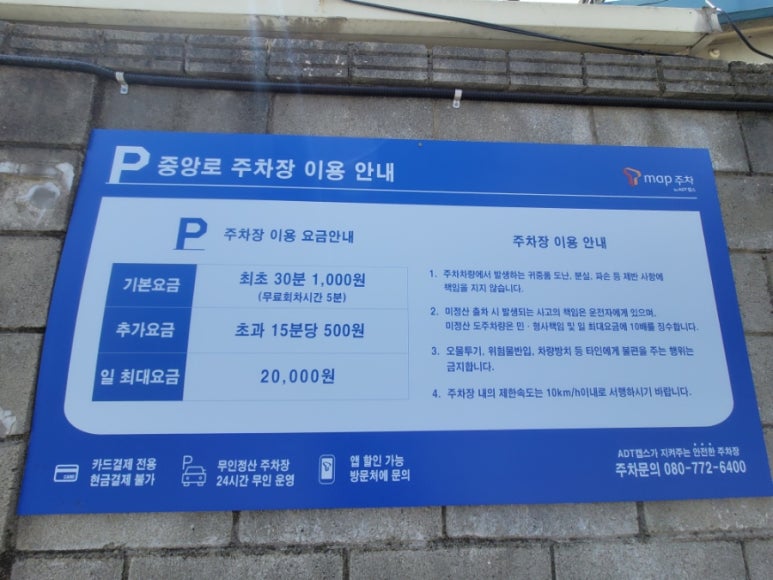 P 중앙로 주차장 이용 안내
map 주차
by ADT 캡스
P 주차장 이용 요금안내
기본요금 최초 30분 1,000원
(무료회차시간 5분)
추가요금 초과 15분당 500원
일 최대요금 20,000원
주차장 이용 안내
1. 주차차량에서 발생하는 귀중품 도난, 분실, 파손 등 제반 사항에
책임을 지지 않습니다.
2. 미정산 출차 시 발생되는 사고의 책임은 운전자에게 있으며,
미정산 도주차량은 민·형사책임 및 일 최대요금에 10배를 징수합니다.
3. 오물투기, 위험물반입, 차량방치 등 타인에게 불편을 주는 행위는
금지합니다.
4. 주차장 내의 제한속도는 10km/h이내로 서행하시기 바랍니다.
카드결제 전용
현금결제 불가
무인정산 주차장
24시간 무인 운영
앱 할인 가능
방문처에 문의
ADT캡스가 지켜주는 안전한 주차장
주차문의 080-772-6400